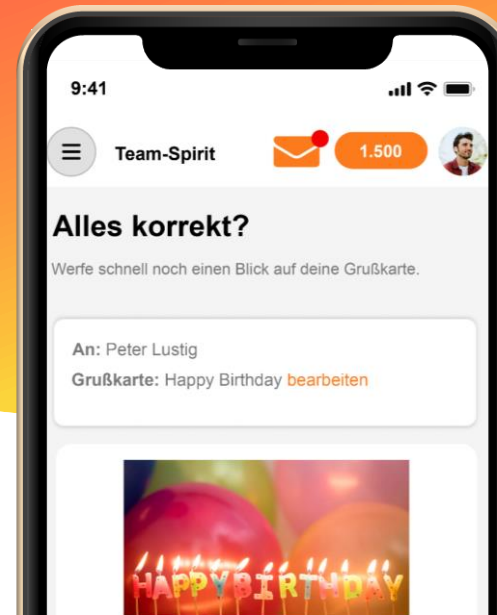 9:41
Team-Spirit
1.500
Alles korrekt?
Werfe schnell noch einen Blick auf deine Grußkarte.
An: Peter Lustig
Grußkarte: Happy Birthday bearbeiten
HAPPY BIRTHDAY